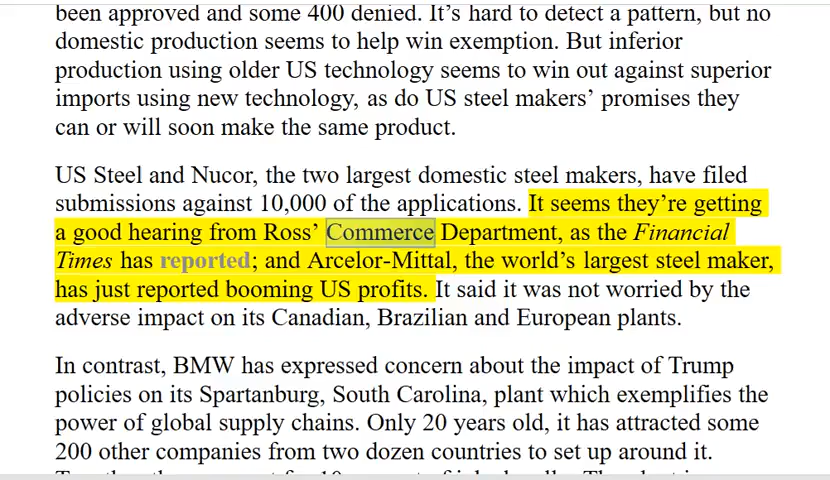 been approved and some 400 denied. It’s hard to detect a pattern, but no
domestic production seems to help win exemption. But inferior
production using older US technology seems to win out against superior
imports using new technology, as do US steel makers’ promises they
can or will soon make the same product.
US Steel and Nucor, the two largest domestic steel makers, have filed
submissions against 10,000 of the applications. It seems they’re getting
a good hearing from Ross’ Commerce Department, as the Financial
Times has reported; and Arcelor-Mittal, the world’s largest steel maker,
has just reported booming US profits. It said it was not worried by the
adverse impact on its Canadian, Brazilian and European plants.
In contrast, BMW has expressed concern about the impact of Trump
policies on its Spartanburg, South Carolina, plant which exemplifies the
power of global supply chains. Only 20 years old, it has attracted some
200 other companies from two dozen countries to set up around it.